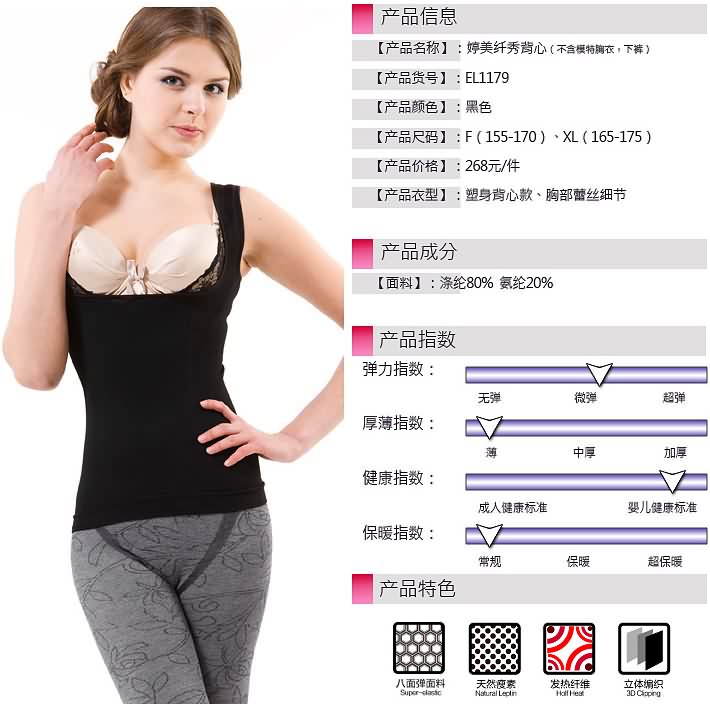 产品信息
【产品名称】：婷美纤秀背心（不含模特胸衣，下裤）
【产品货号】：EL1179
【产品颜色】：黑色
【产品尺码】：F（155-170）、XL（165-175）
【产品价格】：268元/件
【产品衣型】：塑身背心款、胸部蕾丝细节
产品成分
【面料】：涤纶80% 氨纶20%
产品指数
弹力指数：
无弹 微弹 超弹
厚薄指数：
薄 中厚 加厚
健康指数：
成人健康标准 婴儿健康标准
保暖指数：
常规 保暖 超保暖
产品特色
八面弹面料 天然瘦素 发热纤维 立体编织
Super-elastic Natural Leptin Holf Heat 3D Clipping